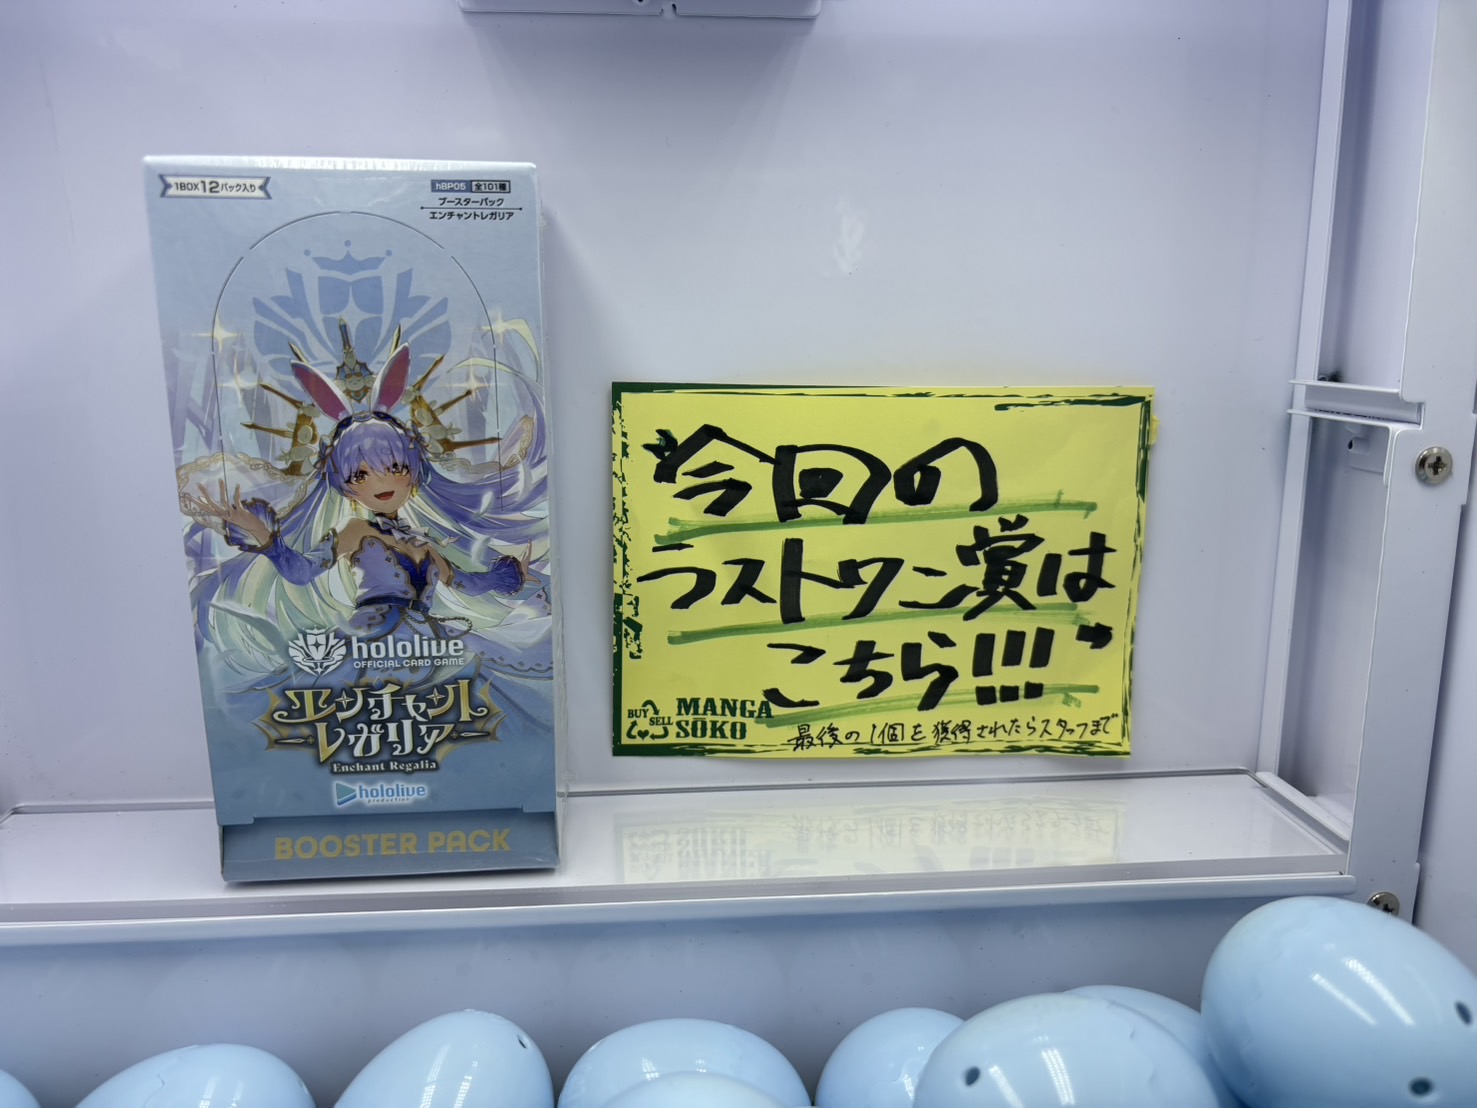 1BOX12パック入り
hBP05 全101種
ブースターパック
エンチャントレガリア
hololive
OFFICIAL CARD GAME
エンチャント
レガリア
Enchant Regalia
hololive
production
BOOSTER PACK
今回の
ラストワン賞は
こちら!!!
BUY SELL
MANGA
SŌKO
最後の1個を獲得されたらスタッフまで